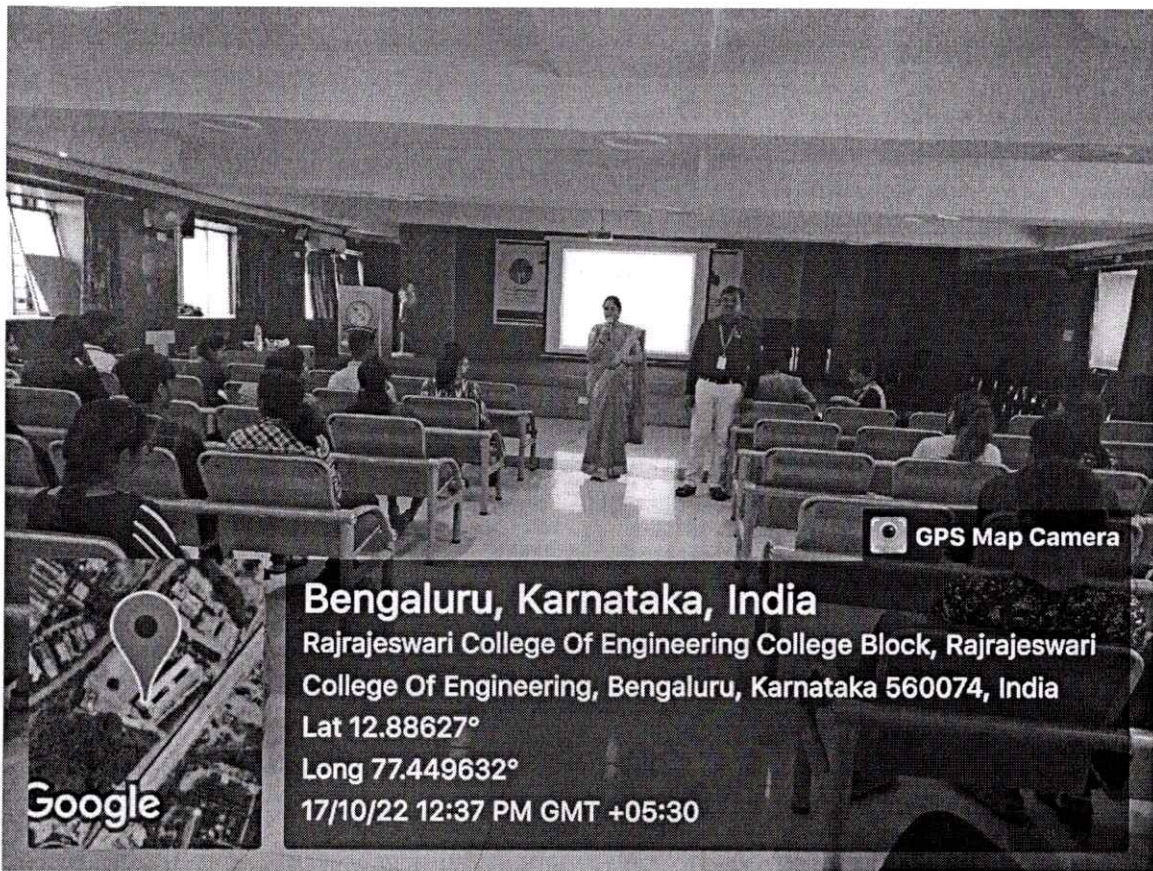 GPS Map Camera
Bengaluru, Karnataka, India
Rajrajeswari College Of Engineering College Block, Rajrajeswari
College Of Engineering, Bengaluru, Karnataka 560074, India
Lat 12.88627°
Long 77.449632°
17/10/22 12:37 PM GMT +05:30
Google